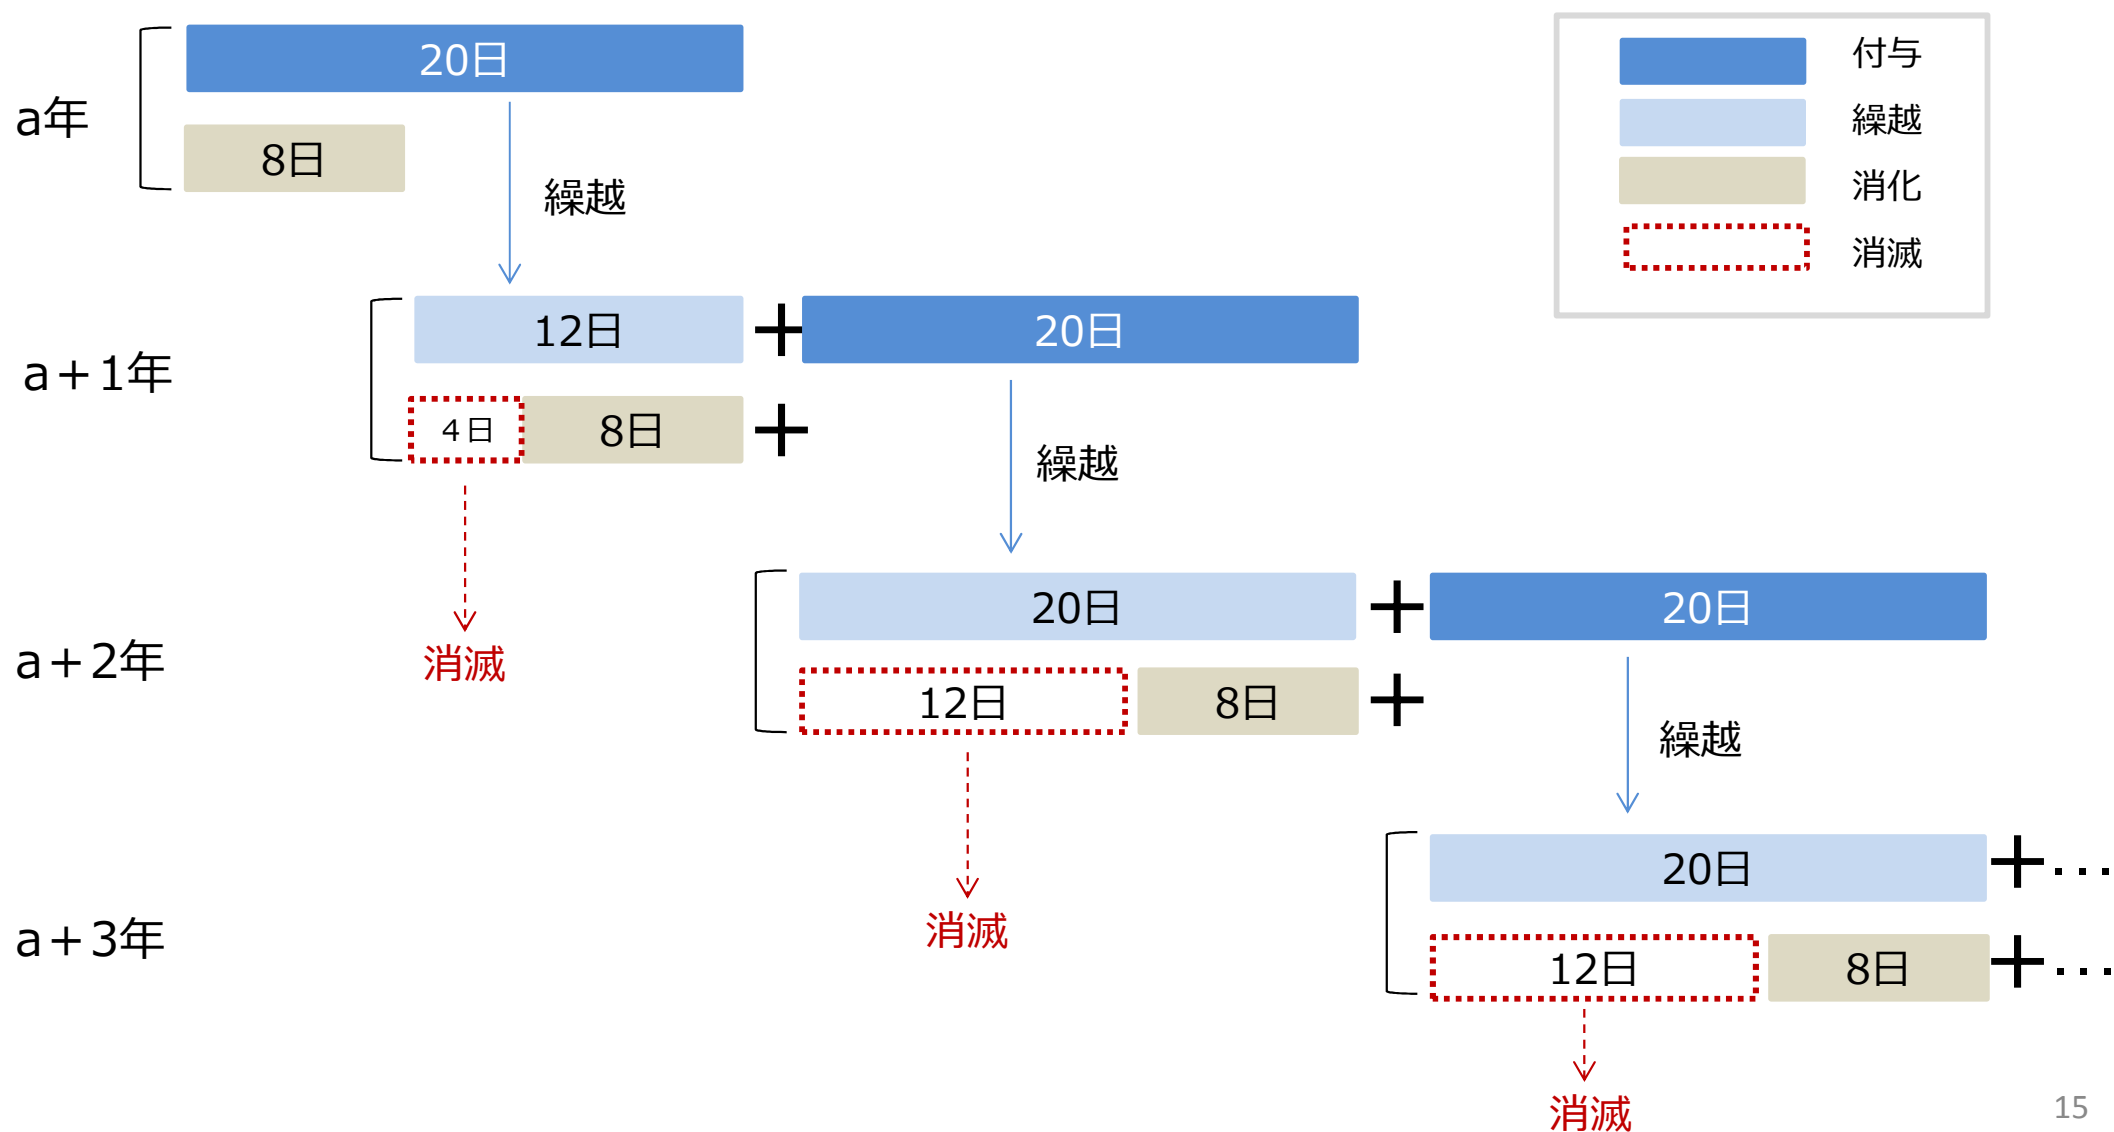 20日
付与
繰越
消化
消滅
a年
8日
繰越
12日
+
20日
a+1年
４日
8日
+
繰越
消滅
20日
+
20日
a+2年
12日
8日
+
繰越
消滅
20日
+…
a+3年
12日
8日
+…
消滅
15